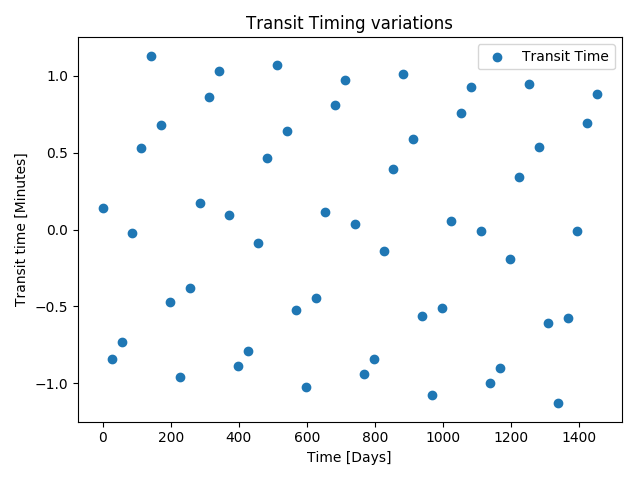 Transit Timing variations
Transit Time
Transit time [Minutes]
1.0
0.5
0.0
−0.5
−1.0
0 200 400 600 800 1000 1200 1400
Time [Days]